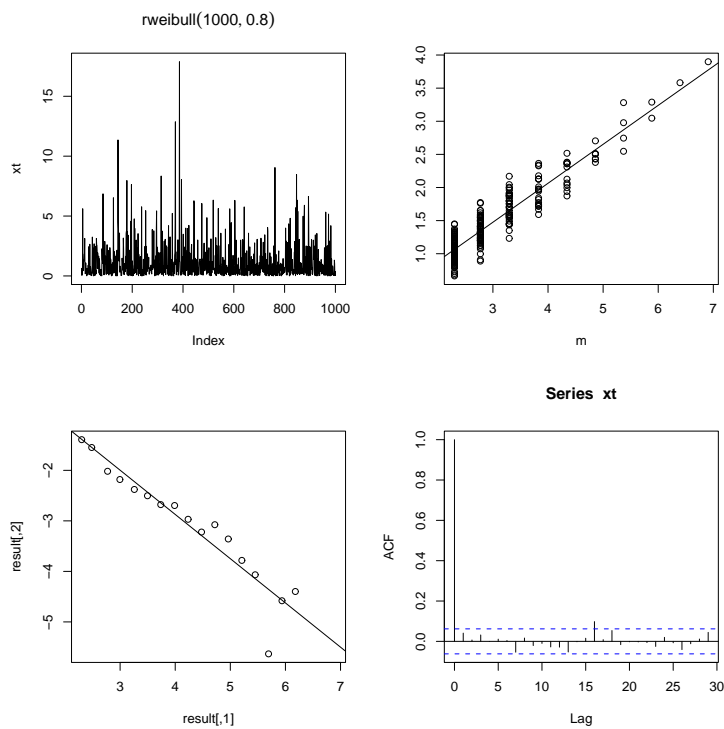 rweibull(1000, 0.8)
xt
15
10
5
0
0 200 400 600 800 1000
Index
4.0
3.5
3.0
2.5
2.0
1.5
1.0
3 4 5 6 7
m
result[,2]
-2
-3
-4
-5
3 4 5 6 7
result[,1]
Series xt
ACF
1.0
0.8
0.6
0.4
0.2
0.0
0 5 10 15 20 25 30
Lag